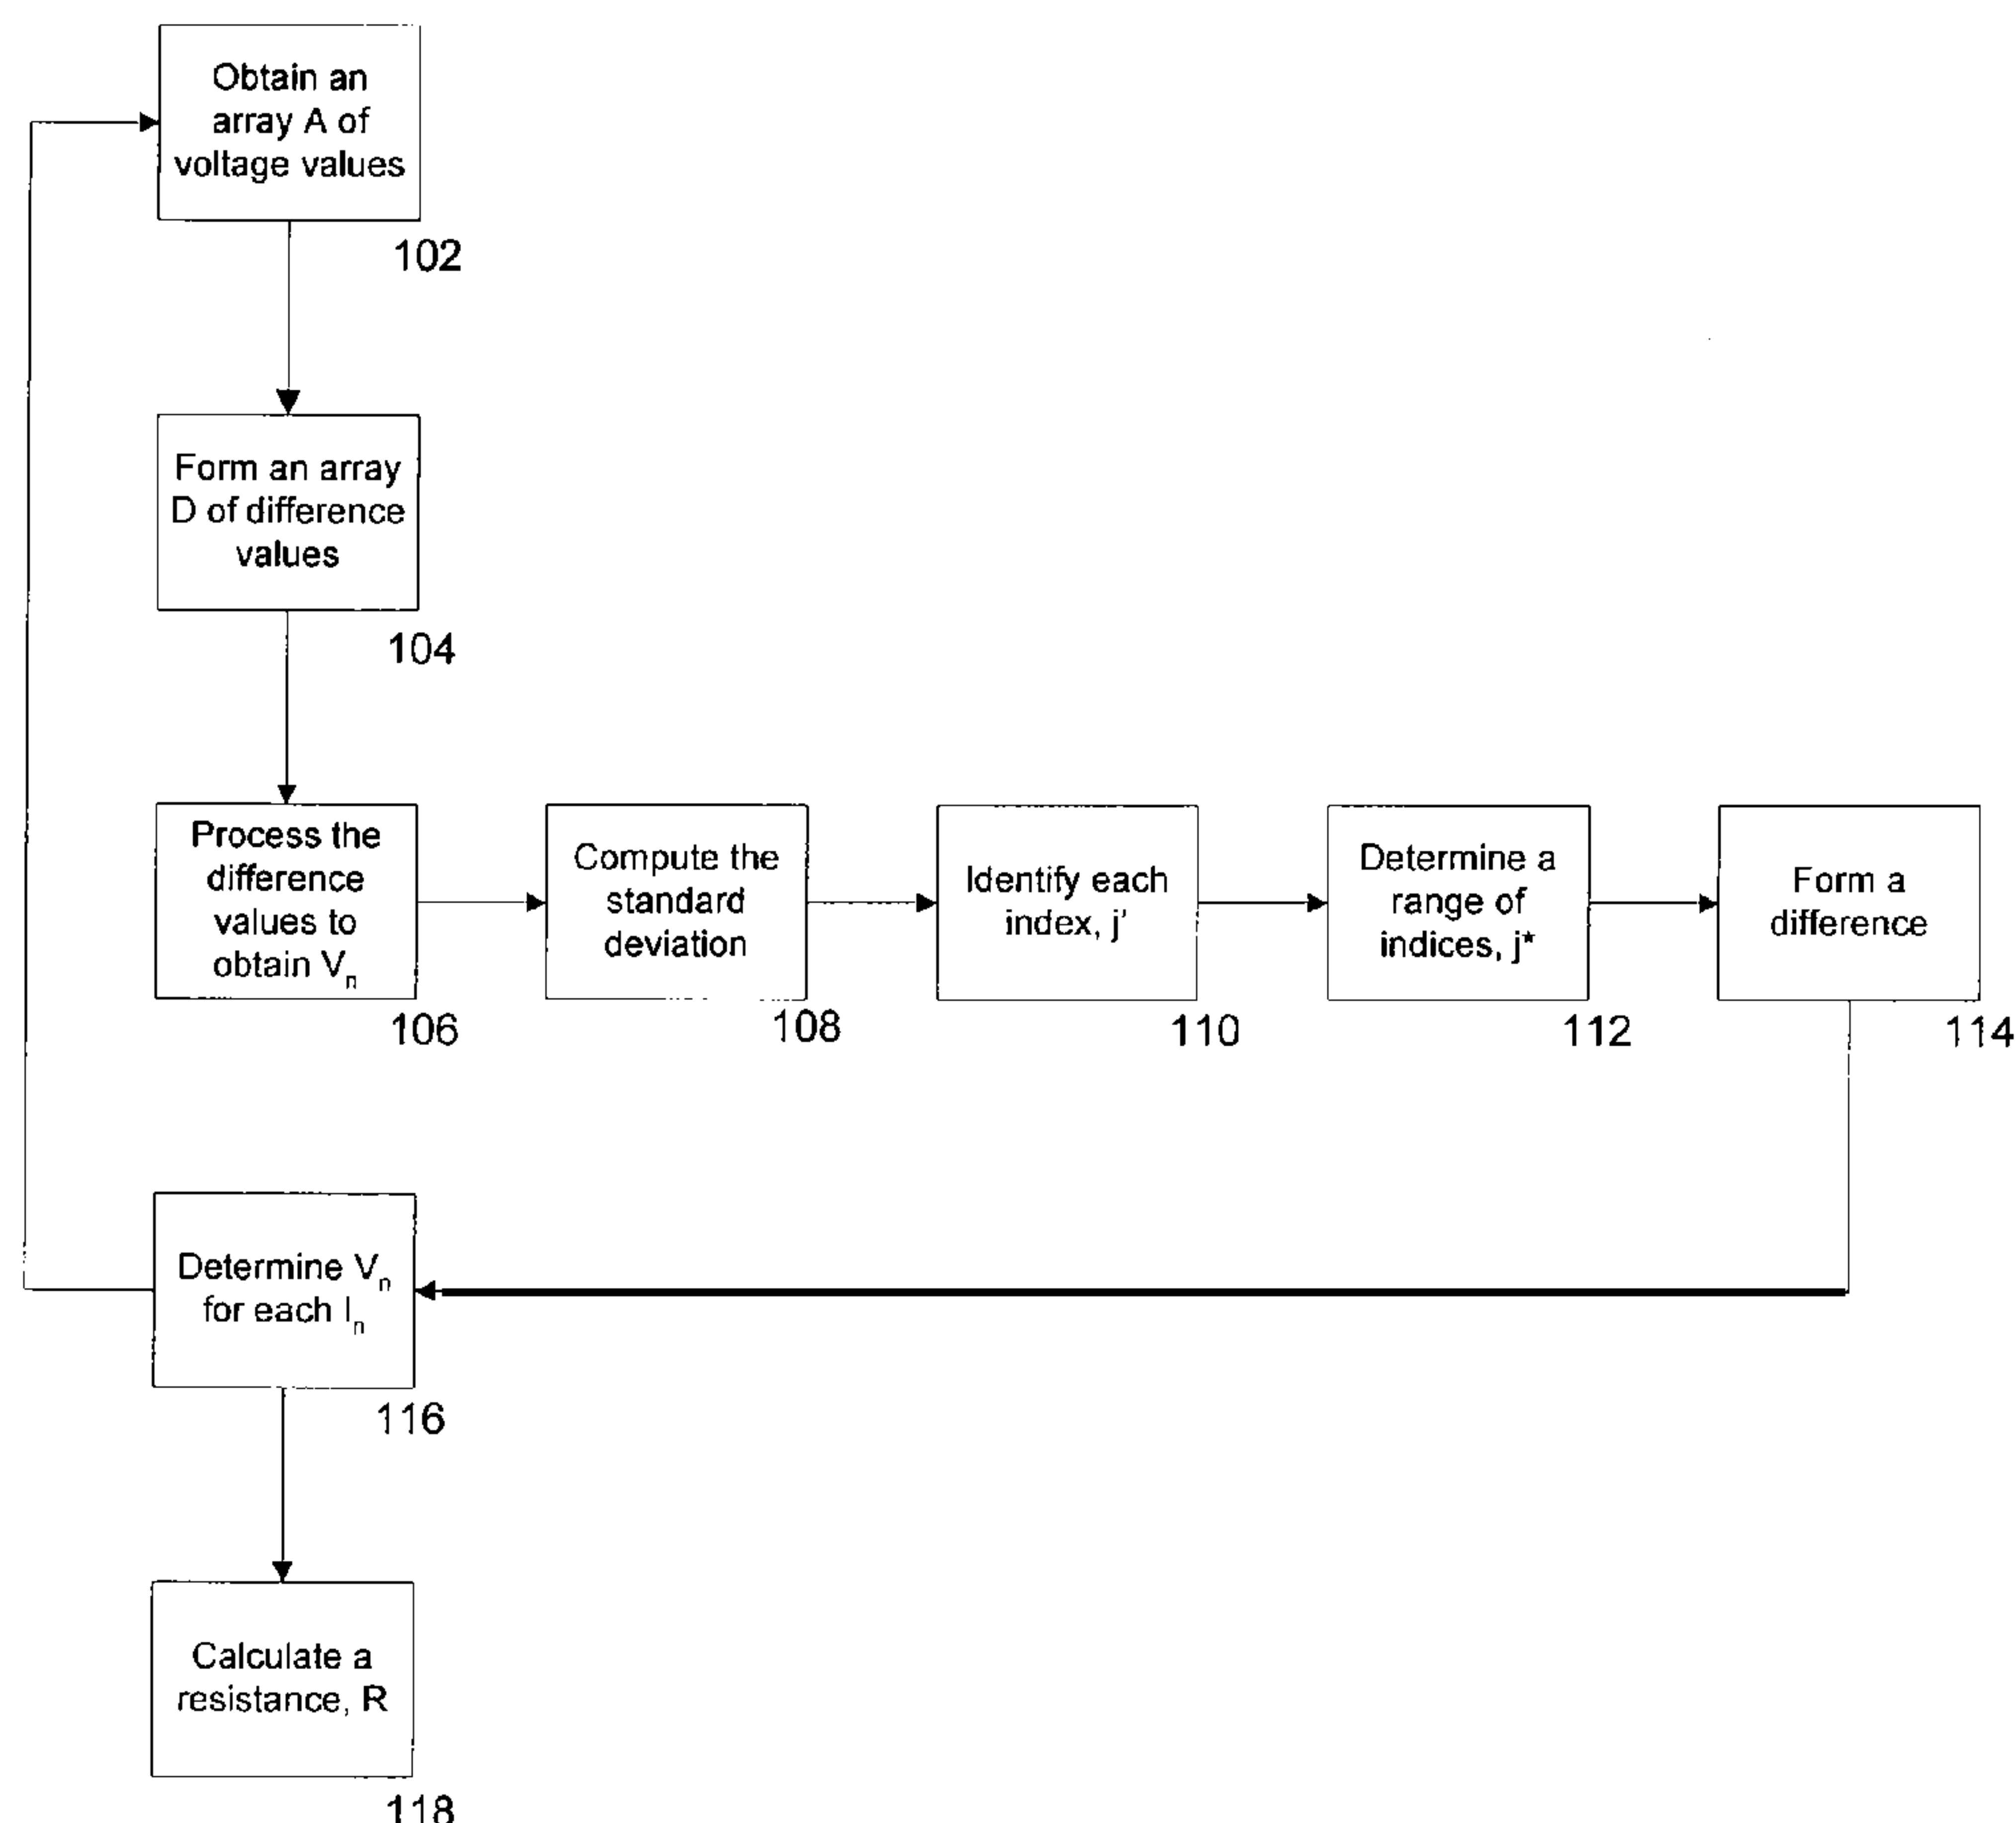 Obtain an
array A of
voltage values
102
Form an array
D of difference
values
104
Process the
difference
values to
obtain Vn
106
Compute the
standard
deviation
108
Identify each
index, j'
110
Determine a
range of
indices, j*
112
Form a
difference
114
Determine Vn
for each In
116
Calculate a
resistance, R
118